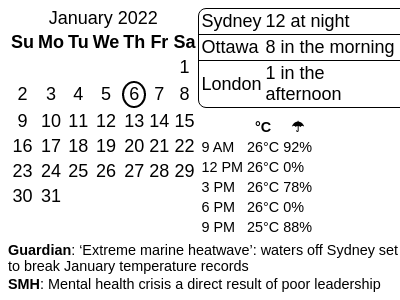 January 2022
Su Mo Tu We Th Fr Sa
1
2 3 4 5 6 7 8
9 10 11 12 13 14 15
16 17 18 19 20 21 22
23 24 25 26 27 28 29
30 31
Sydney 12 at night
Ottawa 8 in the morning
London 1 in the
afternoon
°C ☂
9 AM 26°C 92%
12 PM 26°C 0%
3 PM 26°C 78%
6 PM 26°C 0%
9 PM 25°C 88%
Guardian: ‘Extreme marine heatwave’: waters off Sydney set
to break January temperature records
SMH: Mental health crisis a direct result of poor leadership